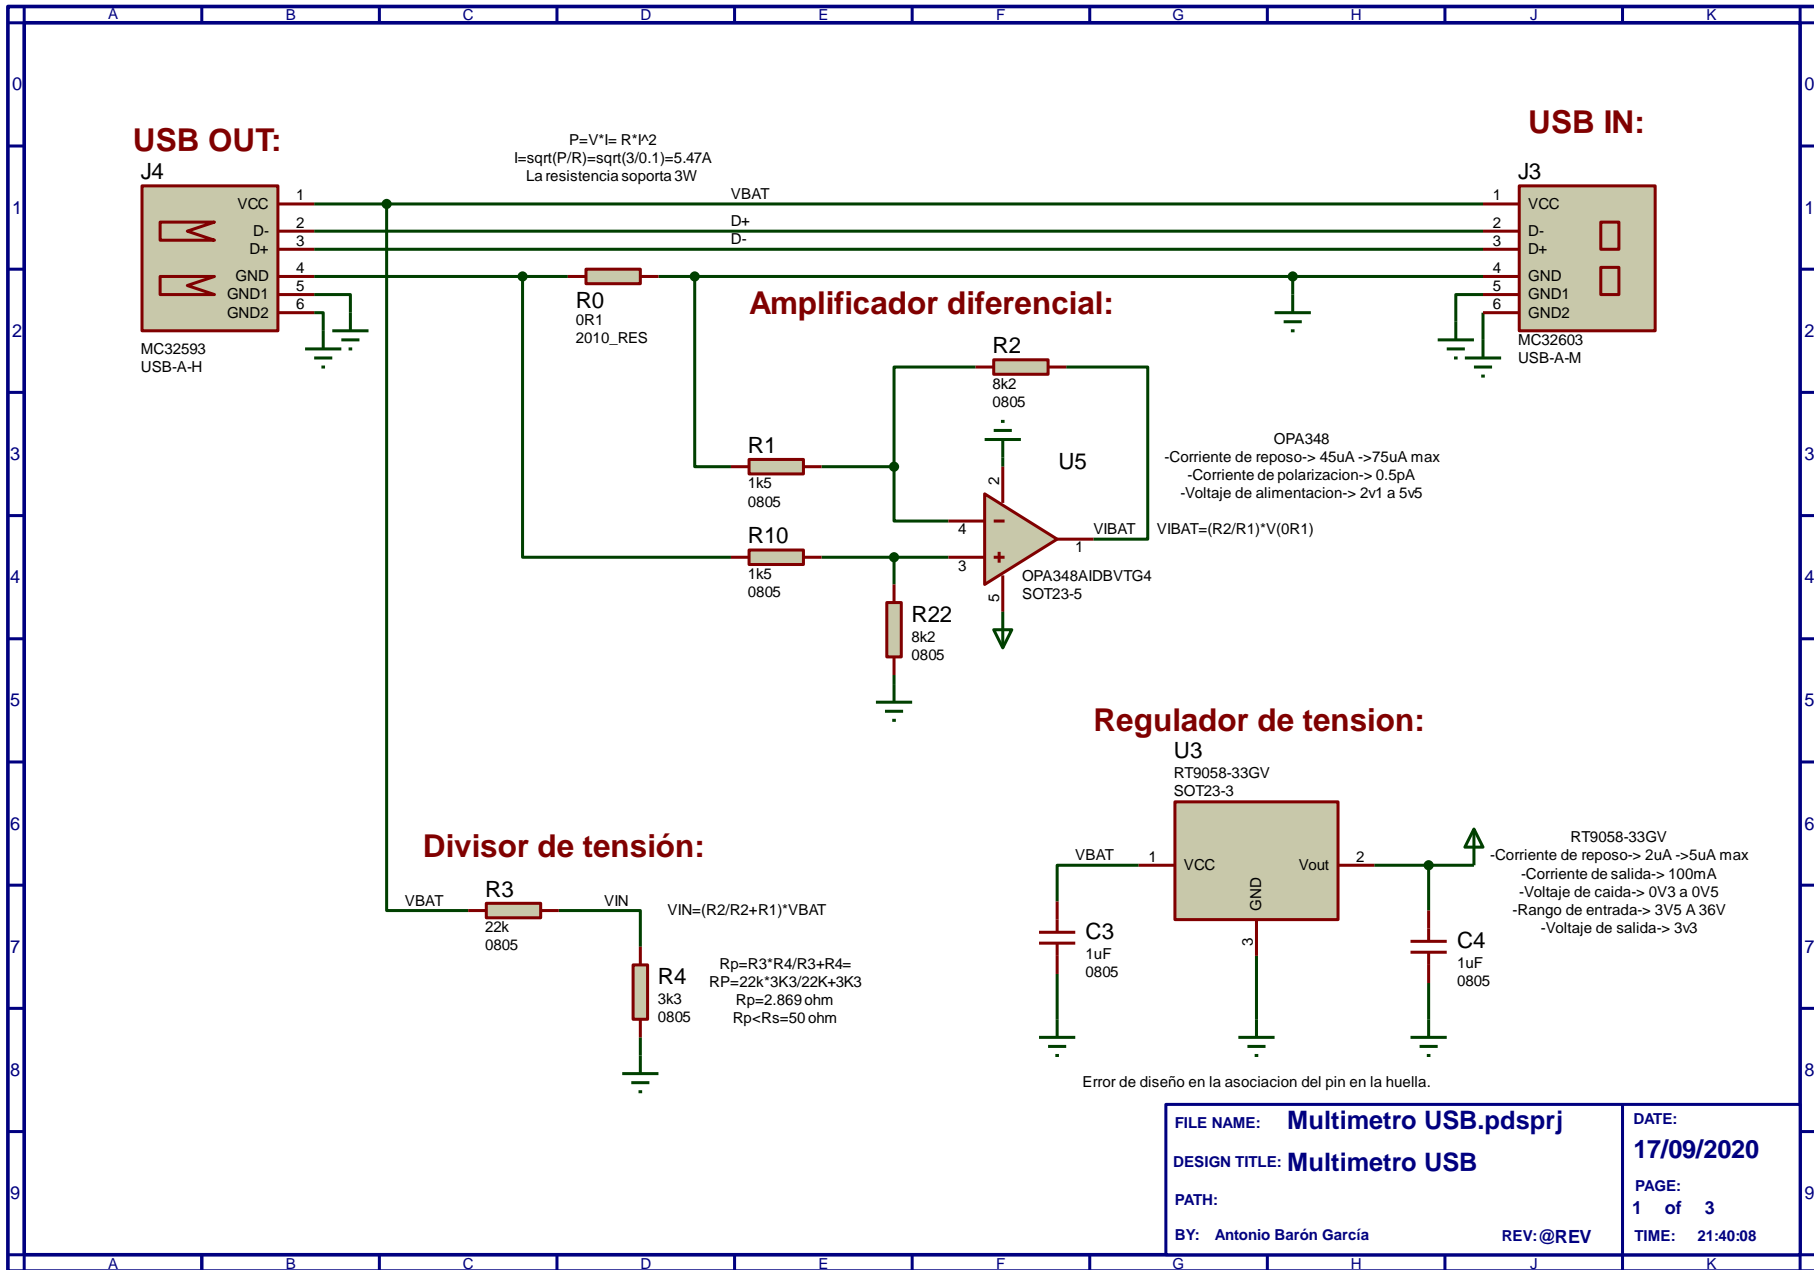 A B C D E F G H J K
0 0
1 1
2 2
3 3
4 4
5 5
6 6
7 7
8 8
9 9
USB OUT:
J4
VCC 1
D- 2
D+ 3
GND 4
GND1 5
GND2 6
MC32593
USB-A-H
P=V*I= R*I^2
I=sqrt(P/R)=sqrt(3/0.1)=5.47A
La resistencia soporta 3W
VBAT
D+
D-
R0
0R1
2010_RES
USB IN:
J3
1 VCC
2 D-
3 D+
4 GND
5 GND1
6 GND2
MC32603
USB-A-M
Amplificador diferencial:
R2
8k2
0805
R1
1k5
0805
R10
1k5
0805
R22
8k2
0805
U5
2
4
3
5
1
OPA348AIDBVTG4
SOT23-5
VIBAT
VIBAT=(R2/R1)*V(0R1)
OPA348
-Corriente de reposo-> 45uA ->75uA max
-Corriente de polarizacion-> 0.5pA
-Voltaje de alimentacion-> 2v1 a 5v5
Divisor de tensión:
VBAT
R3
22k
0805
VIN
VIN=(R2/R2+R1)*VBAT
R4
3k3
0805
Rp=R3*R4/R3+R4=
RP=22k*3K3/22K+3K3
Rp=2.869 ohm
Rp<Rs=50 ohm
Regulador de tension:
U3
RT9058-33GV
SOT23-3
VBAT
1 VCC
Vout 2
GND
3
C3
1uF
0805
C4
1uF
0805
RT9058-33GV
-Corriente de reposo-> 2uA ->5uA max
-Corriente de salida-> 100mA
-Voltaje de caida-> 0V3 a 0V5
-Rango de entrada-> 3V5 A 36V
-Voltaje de salida-> 3v3
Error de diseño en la asociacion del pin en la huella.
FILE NAME: Multimetro USB.pdsprj
DESIGN TITLE: Multimetro USB
PATH:
BY: Antonio Barón García REV:@REV
DATE:
17/09/2020
PAGE:
1 of 3
TIME: 21:40:08
A B C D E F G H J K